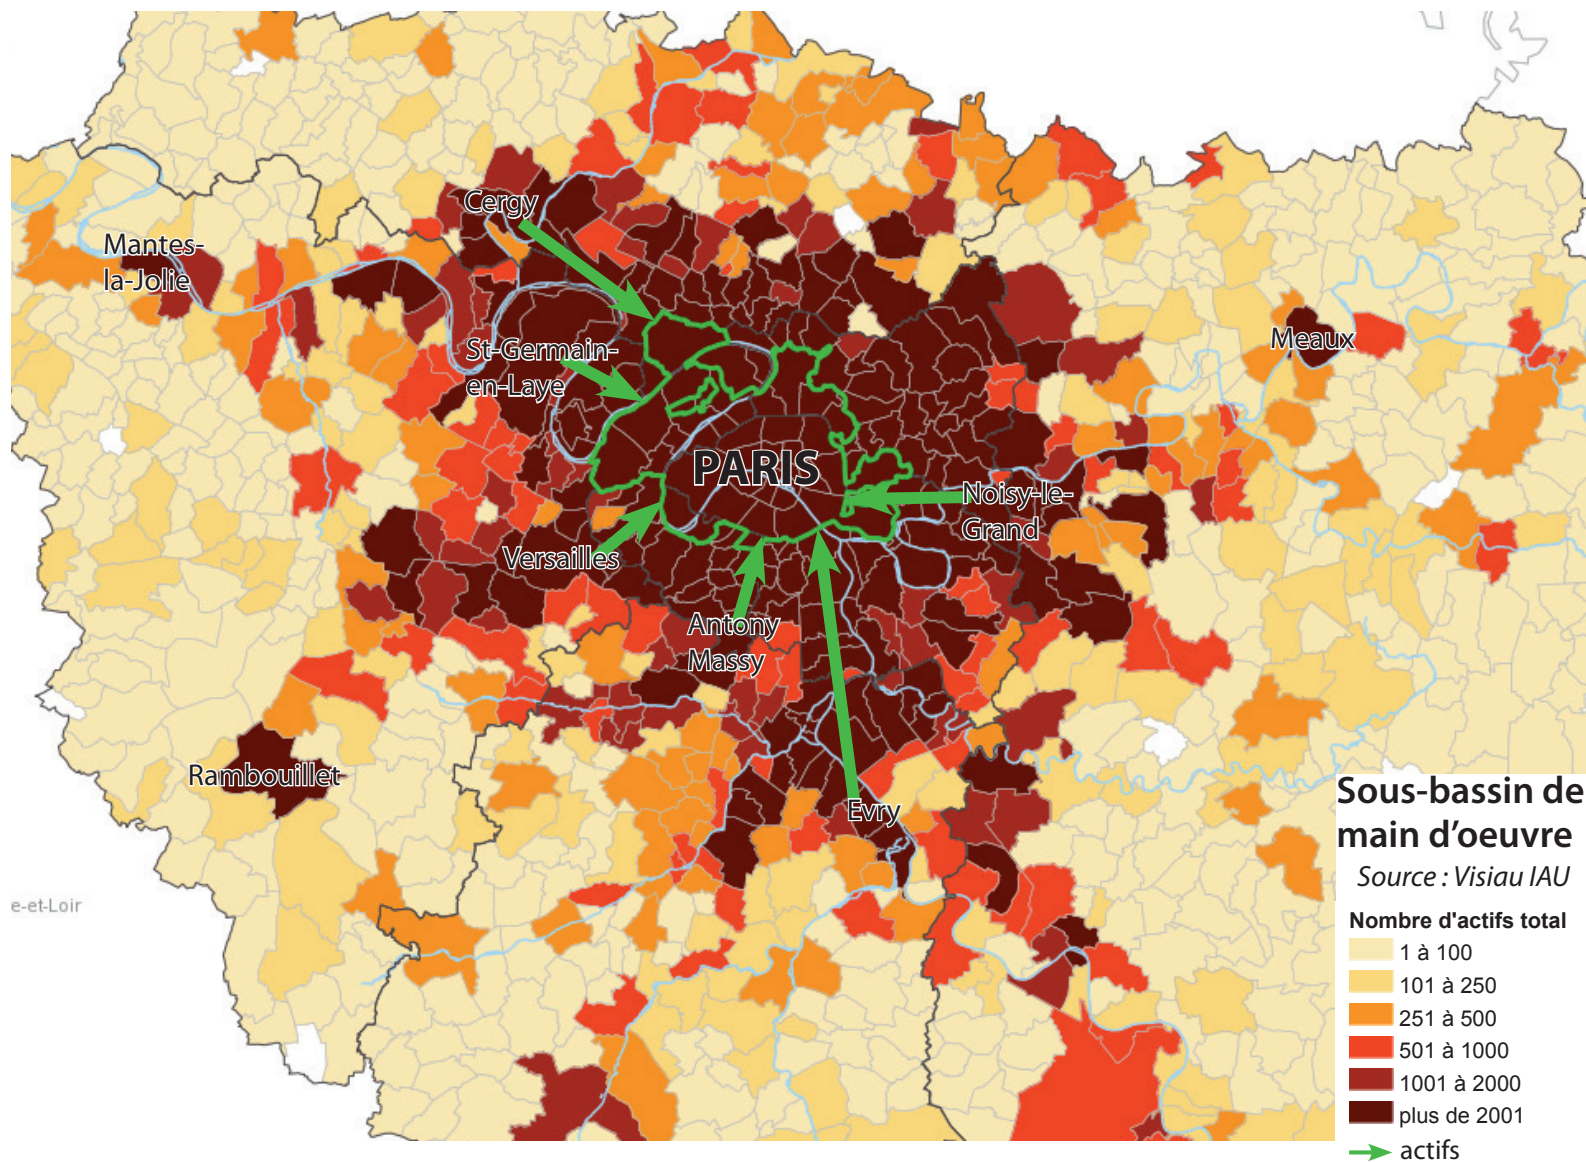 Cergy
Mantes-
la-Jolie
St-Germain-
en-Laye
Meaux
PARIS
Noisy-le-
Grand
Versailles
Antony
Massy
Rambouillet
Evry
e-et-Loir
Sous-bassin de
main d'oeuvre
Source : Visiau IAU
Nombre d'actifs total
1 à 100
101 à 250
251 à 500
501 à 1000
1001 à 2000
plus de 2001
actifs